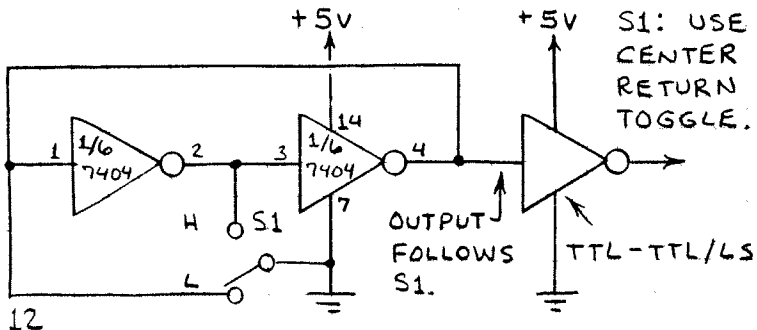 +5V
+5V
S1: USE
CENTER
RETURN
TOGGLE.
1
1/6
7404
2
3
14
1/6
7404
4
7
H
S1
L
OUTPUT
FOLLOWS
S1.
TTL-TTL/LS
12